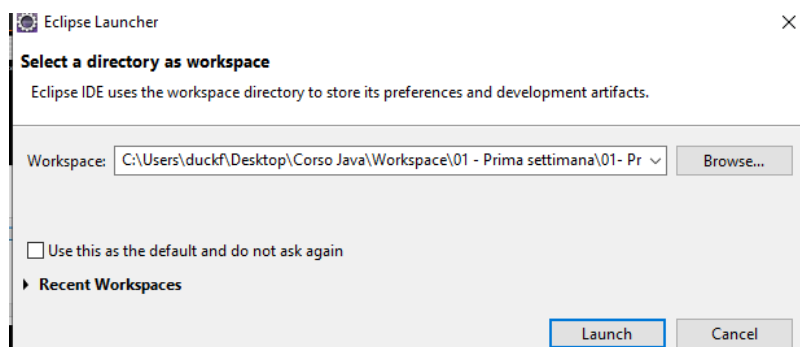 Eclipse Launcher
Select a directory as workspace
Eclipse IDE uses the workspace directory to store its preferences and development artifacts.
Workspace: C:\Users\duckf\Desktop\Corso Java\Workspace\01 - Prima settimana\01- Pr Browse...
Use this as the default and do not ask again
Recent Workspaces
Launch Cancel